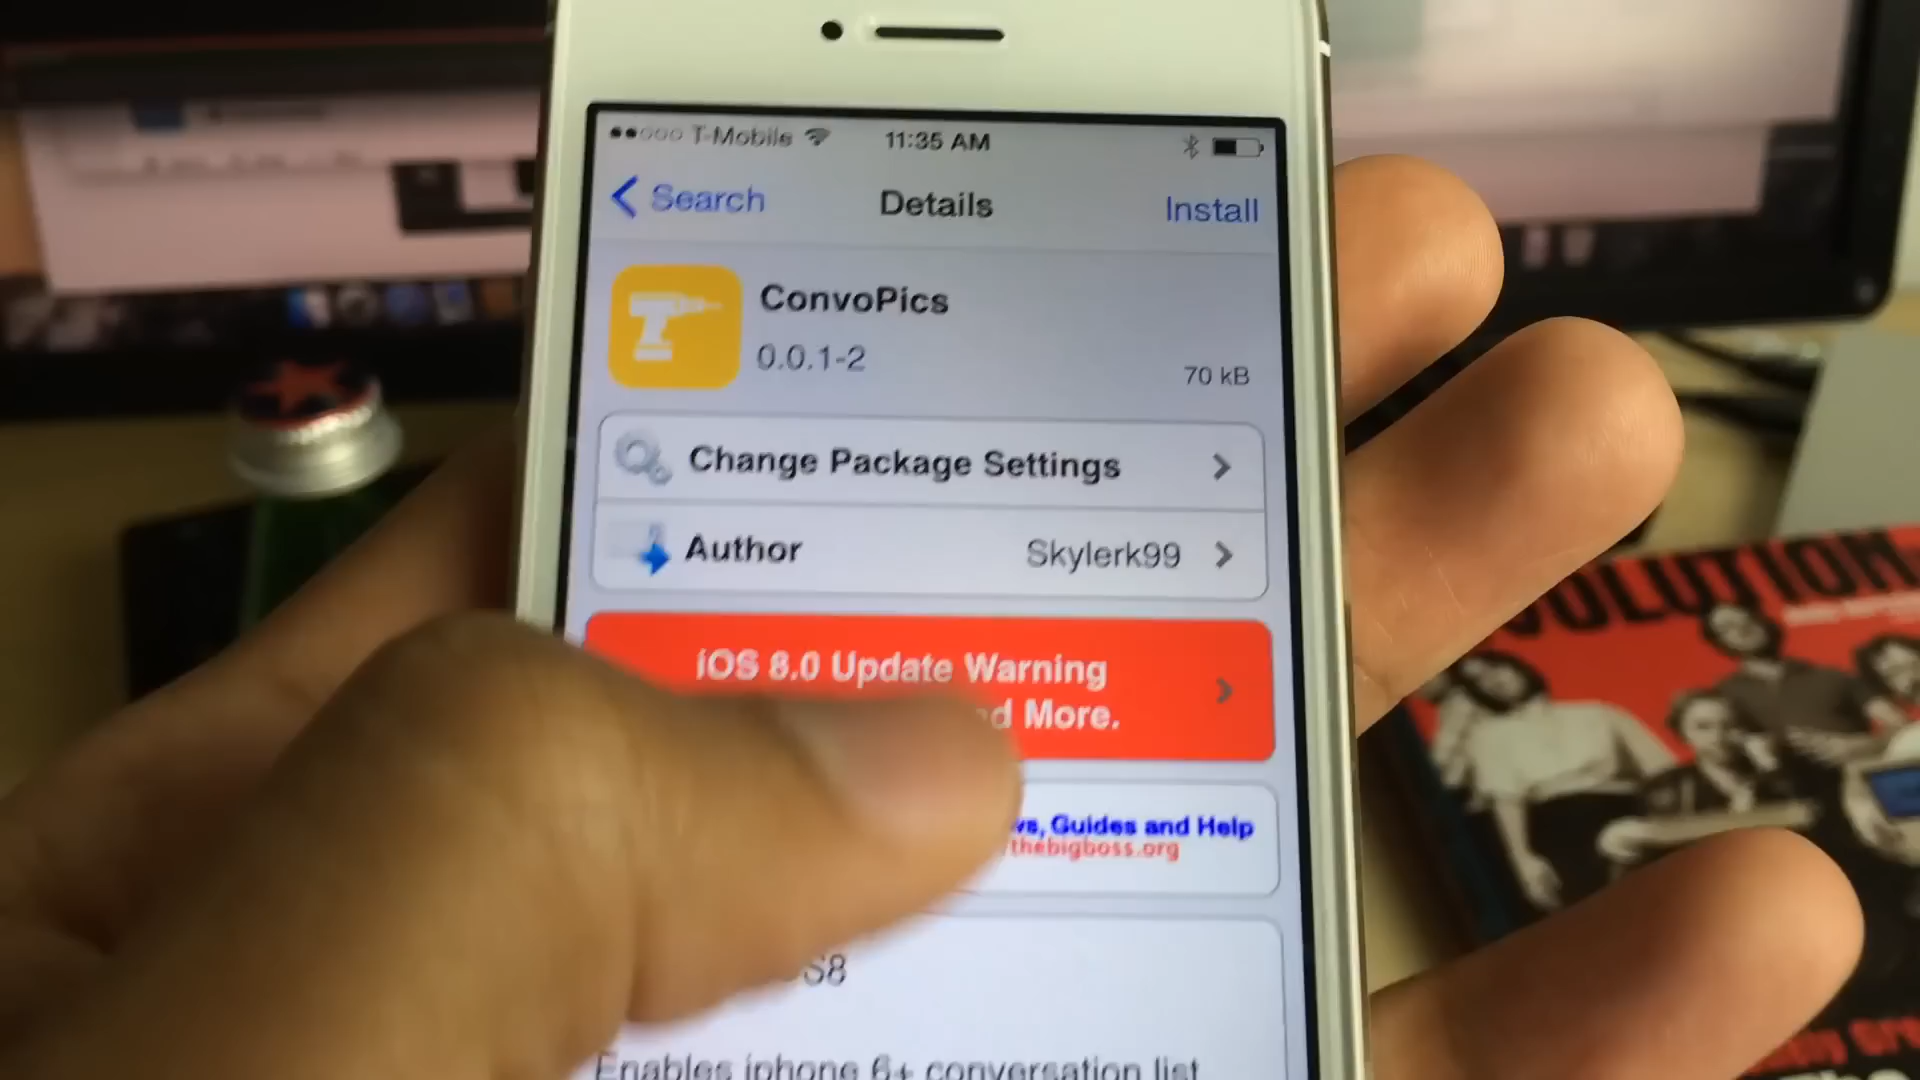 T-Mobile 11:35 AM
Search Details Install
ConvoPics
0.0.1-2
70 kB
Change Package Settings
Author Skylerk99
iOS 8.0 Update Warning
More.
Guides and Help
thebigboss.org
S8
Enables iphone 6+ conversation list